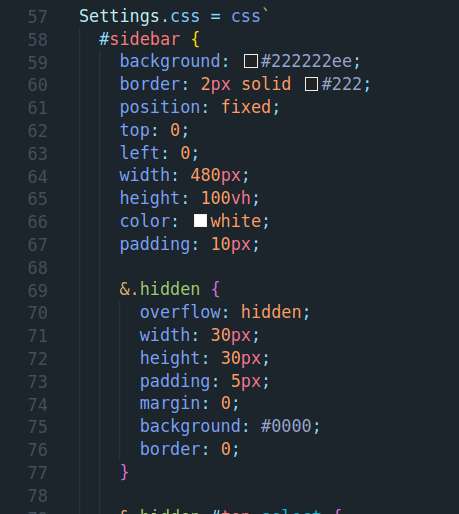 57 Settings.css = css`
58 #sidebar {
59 background: #222222ee;
60 border: 2px solid #222;
61 position: fixed;
62 top: 0;
63 left: 0;
64 width: 480px;
65 height: 100vh;
66 color: white;
67 padding: 10px;
68
69 &.hidden {
70 overflow: hidden;
71 width: 30px;
72 height: 30px;
73 padding: 5px;
74 margin: 0;
75 background: #0000;
76 border: 0;
77 }
78